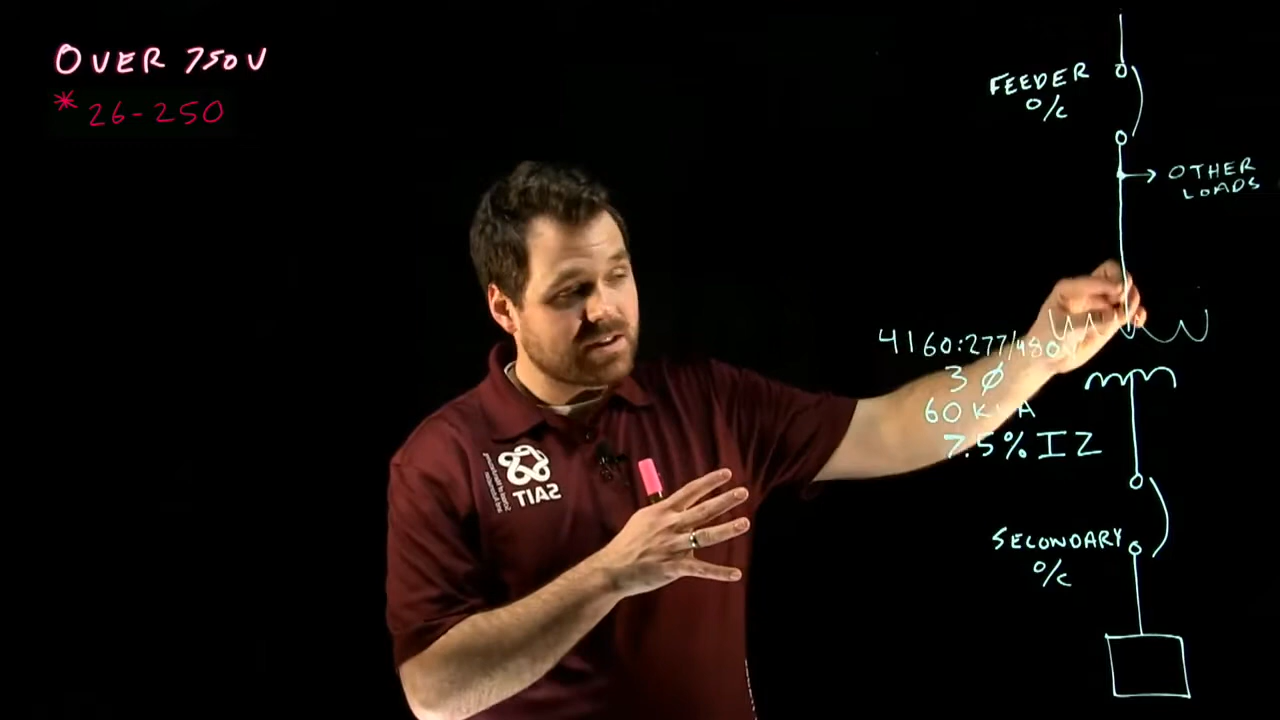 OVER 750V
* 26-250
FEEDER
O/C
OTHER
LOADS
4160:277/480V
3 Ø
60 KVA
7.5% IZ
SECONDARY
O/C
SAIT